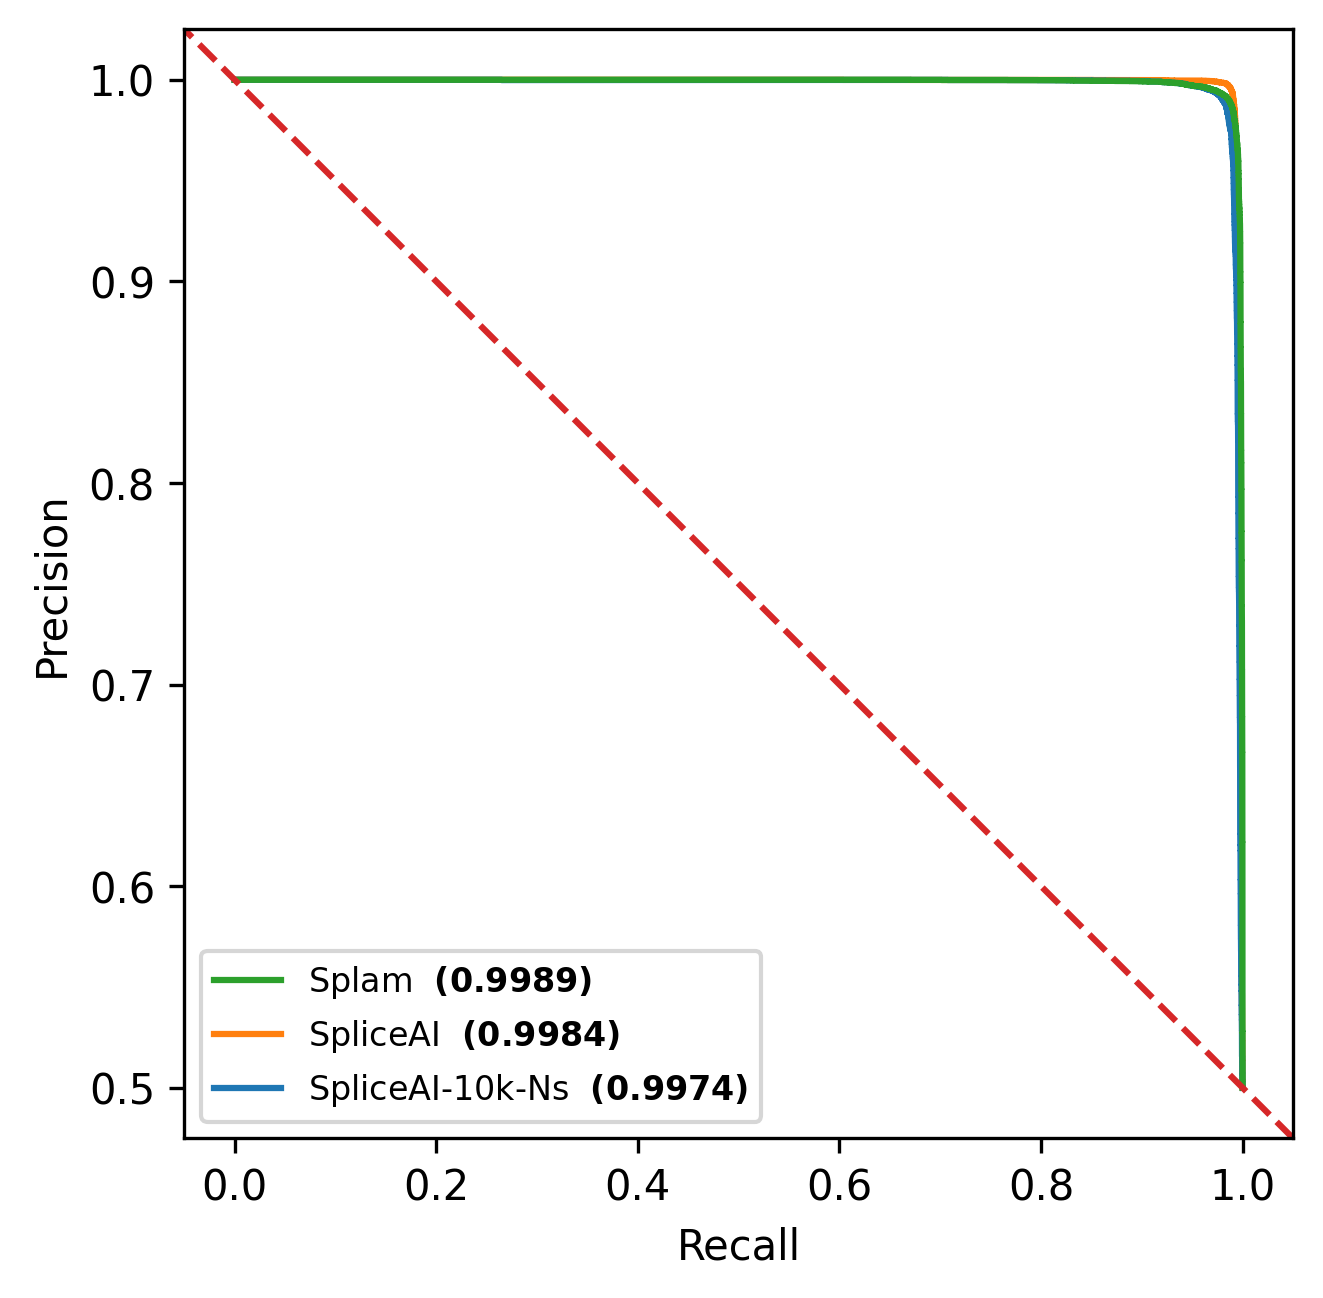 1.0
0.9
0.8
0.7
0.6
0.5
Precision
Splam (0.9989)
SpliceAI (0.9984)
SpliceAI-10k-Ns (0.9974)
0.0 0.2 0.4 0.6 0.8 1.0
Recall